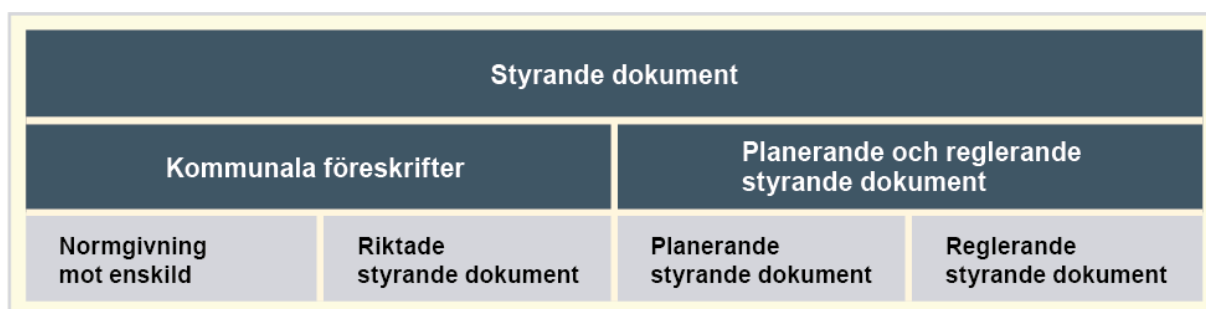 Styrande dokument
Kommunala föreskrifter
Planerande och reglerande
styrande dokument
Normgivning
mot enskild
Riktade
styrande dokument
Planerande
styrande dokument
Reglerande
styrande dokument